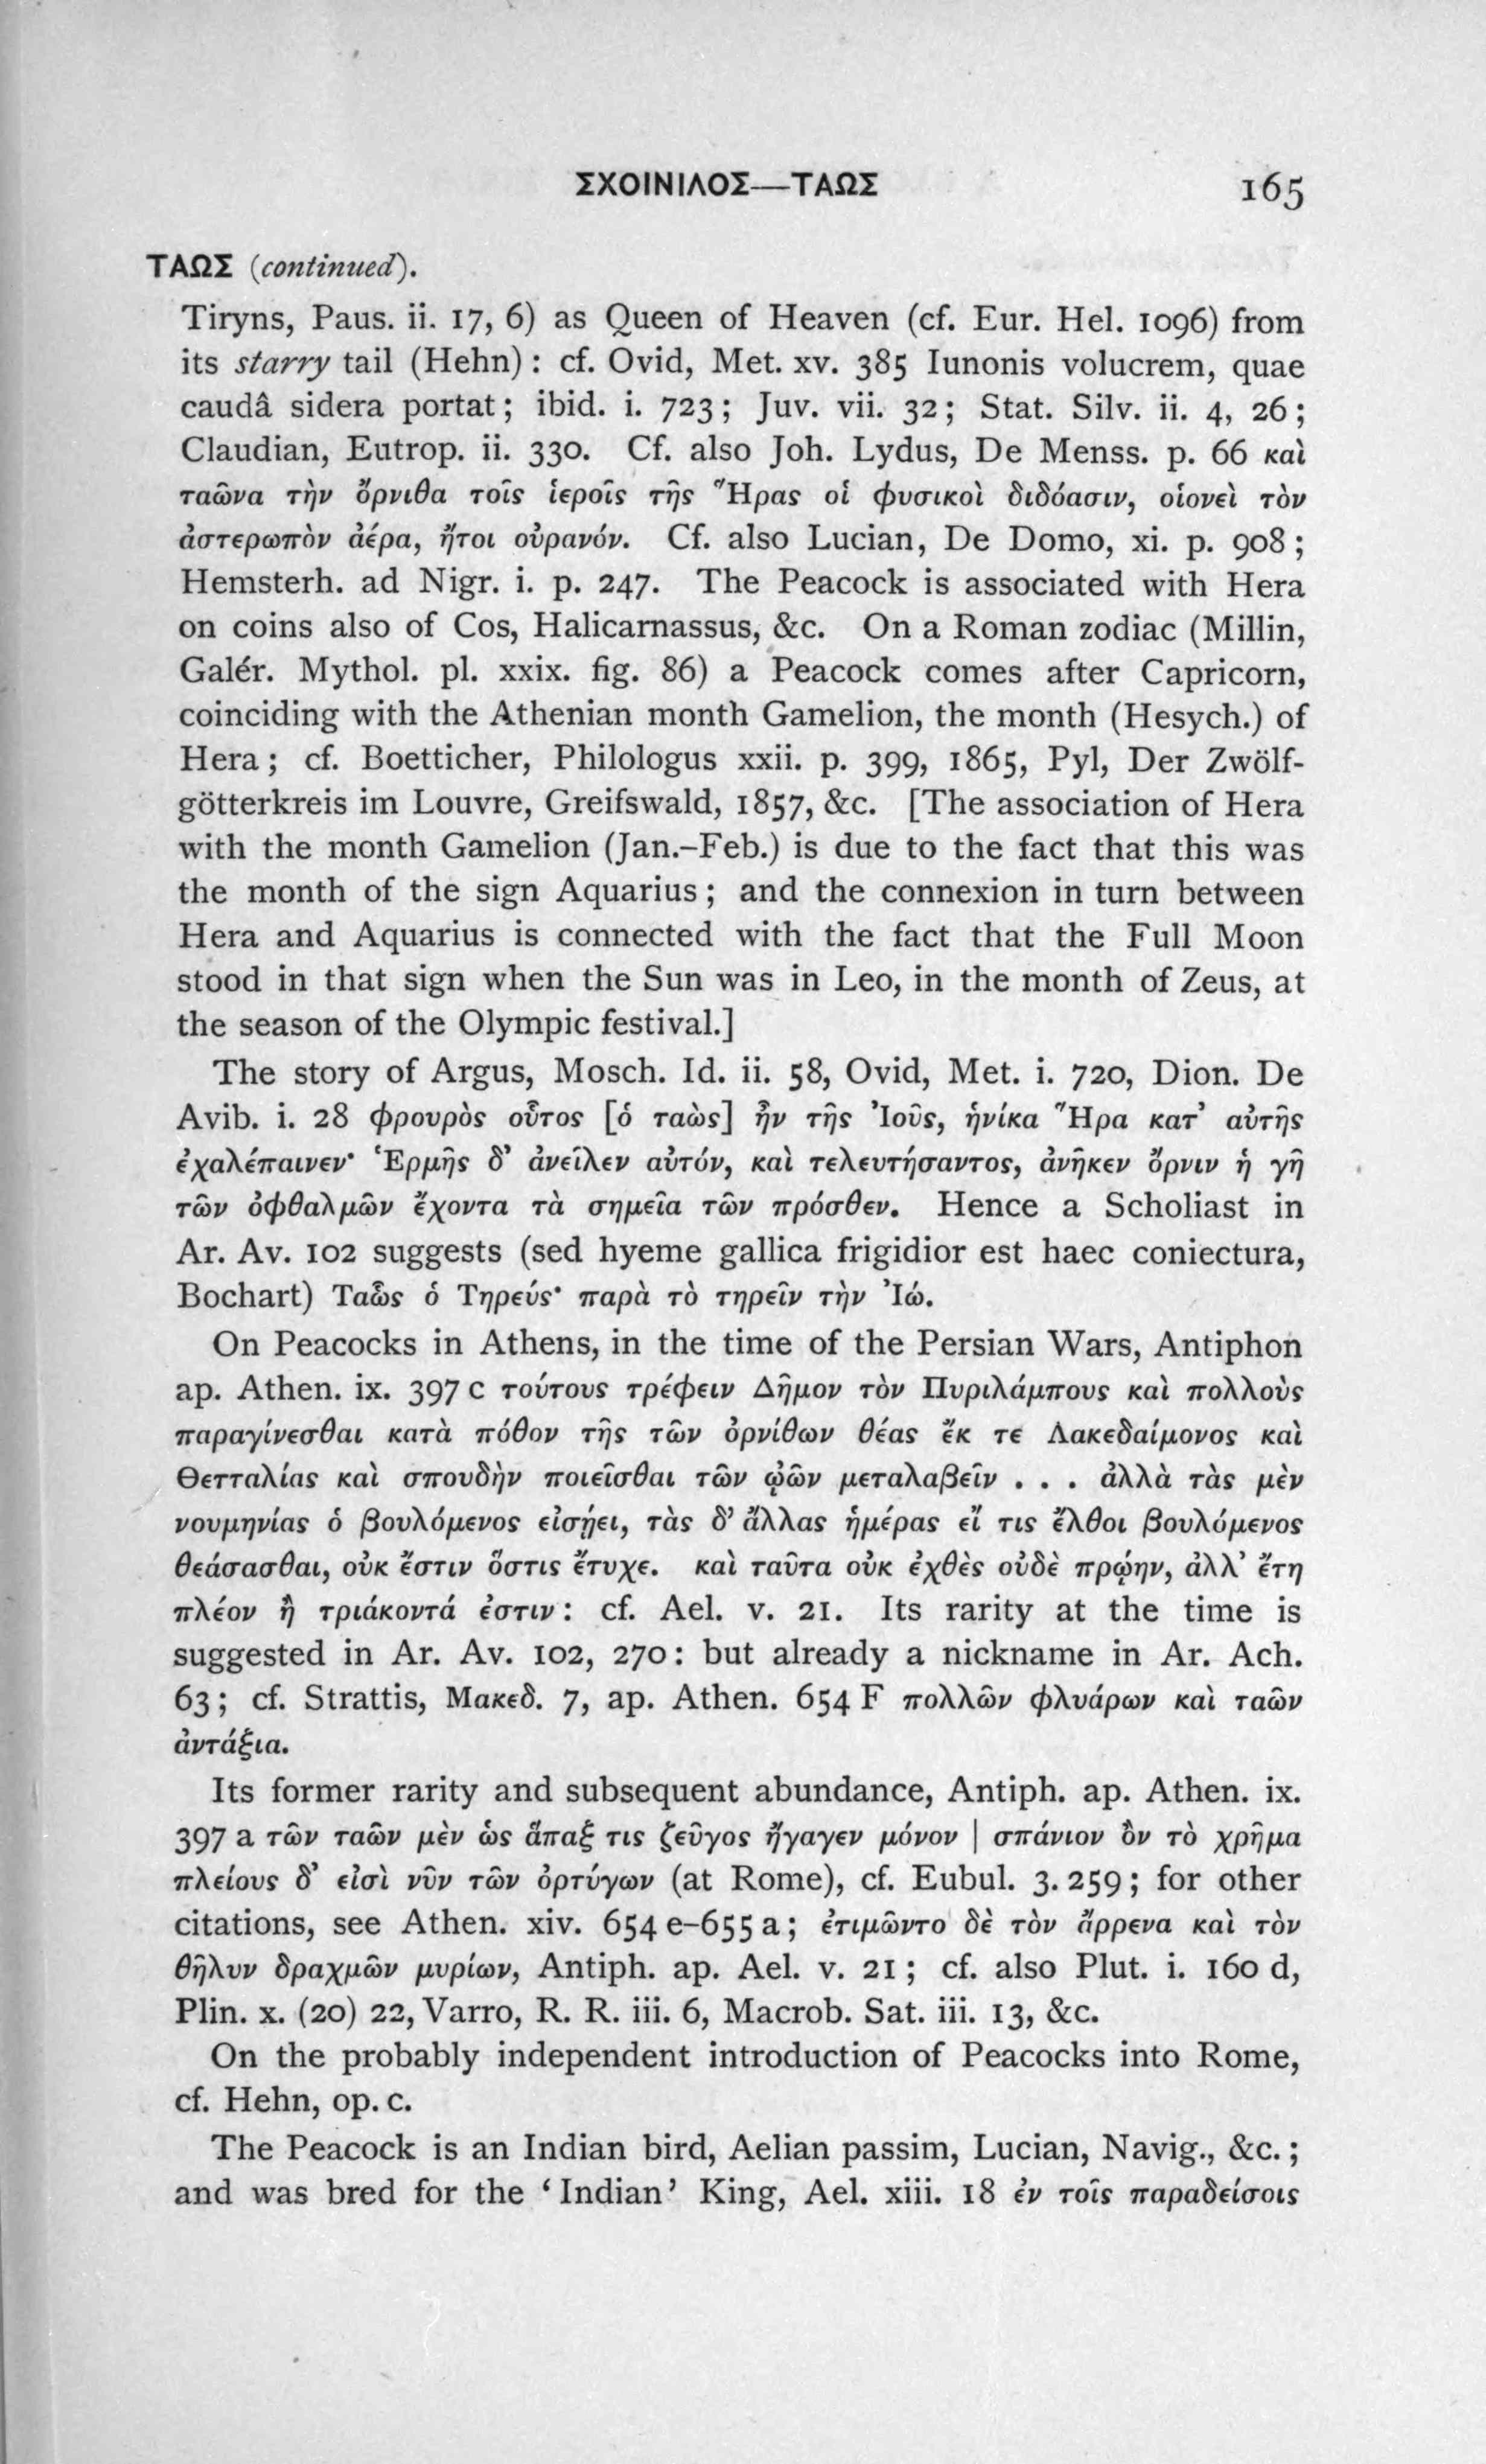 ΣΧΟΙΝΙΛΟΣ—ΤΑΩΣ 165
ΤΑΩΣ (continued).
Tiryns, Paus. ii. 17, 6) as Queen of Heaven (cf. Eur. Hel. 1096) from
its starry tail (Hehn): cf. Ovid, Met. xv. 385 Iunonis volucrem, quae
caudâ sidera portat; ibid. i. 723; Juv. vii. 32; Stat. Silv. ii. 4, 26;
Claudian, Eutrop. ii. 330. Cf. also Joh. Lydus, De Menss. p. 66 καὶ
ταῶνα τὴν ὄρνιθα τοῖς ἱεροῖς τῆς Ἥρας οἱ φυσικοὶ διδόασιν, οἱονεὶ τὸν
ἀστερωπὸν ἀέρα, ἤτοι οὐρανόν. Cf. also Lucian, De Domo, xi. p. 908;
Hemsterh. ad Nigr. i. p. 247. The Peacock is associated with Hera
on coins also of Cos, Halicarnassus, &c. On a Roman zodiac (Millin,
Galér. Mythol. pl. xxix. fig. 86) a Peacock comes after Capricorn,
coinciding with the Athenian month Gamelion, the month (Hesych.) of
Hera; cf. Boetticher, Philologus xxii. p. 399, 1865, Pyl, Der Zwölf-
götterkreis im Louvre, Greifswald, 1857, &c. [The association of Hera
with the month Gamelion (Jan.–Feb.) is due to the fact that this was
the month of the sign Aquarius; and the connexion in turn between
Hera and Aquarius is connected with the fact that the Full Moon
stood in that sign when the Sun was in Leo, in the month of Zeus, at
the season of the Olympic festival.]
The story of Argus, Mosch. Id. ii. 58, Ovid, Met. i. 720, Dion. De
Avib. i. 28 φρουρὸς οὗτος [ὁ ταὼς] ἦν τῆς Ἰοῦς, ἡνίκα Ἥρα κατ’ αὐτῆς
ἐχαλέπαινεν· Ἑρμῆς δ’ ἀνεῖλεν αὐτόν, καὶ τελευτήσαντος, ἀνῆκεν ὄρνιν ἡ γῆ
τῶν ὀφθαλμῶν ἔχοντα τὰ σημεῖα τῶν πρόσθεν. Hence a Scholiast in
Ar. Av. 102 suggests (sed hyeme gallica frigidior est haec coniectura,
Bochart) Ταὧς ὁ Τηρεύς· παρὰ τὸ τηρεῖν τὴν Ἰώ.
On Peacocks in Athens, in the time of the Persian Wars, Antiphon
ap. Athen. ix. 397 C τούτους τρέφειν Δῆμον τὸν Πυριλάμπους καὶ πολλοὺς
παραγίνεσθαι κατὰ πόθον τῆς τῶν ὀρνίθων θέας ἔκ τε Λακεδαίμονος καὶ
Θετταλίας καὶ σπουδὴν ποιεῖσθαι τῶν ᾠῶν μεταλαβεῖν . . . ἀλλὰ τὰς μὲν
νουμηνίας ὁ βουλόμενος εἰσῄει, τὰς δ’ ἄλλας ἡμέρας εἴ τις ἔλθοι βουλόμενος
θεάσασθαι, οὐκ ἔστιν ὅστις ἔτυχε. καὶ ταῦτα οὐκ ἐχθὲς οὐδὲ πρῴην, ἀλλ’ ἔτη
πλέον ἢ τριάκοντά ἐστιν: cf. Ael. v. 21. Its rarity at the time is
suggested in Ar. Av. 102, 270: but already a nickname in Ar. Ach.
63; cf. Strattis, Μακεδ. 7, ap. Athen. 654 F πολλῶν φλυάρων καὶ ταῶν
ἀντάξια.
Its former rarity and subsequent abundance, Antiph. ap. Athen. ix.
397 a τῶν ταῶν μὲν ὡς ἅπαξ τις ζεῦγος ἤγαγεν μόνον | σπάνιον ὂν τὸ χρῆμα
πλείους δ’ εἰσὶ νῦν τῶν ὀρτύγων (at Rome), cf. Eubul. 3. 259; for other
citations, see Athen. xiv. 654 e–655 a; ἐτιμῶντο δὲ τὸν ἄρρενα καὶ τὸν
θῆλυν δραχμῶν μυρίων, Antiph. ap. Ael. v. 21; cf. also Plut. i. 160 d,
Plin. x. (20) 22, Varro, R. R. iii. 6, Macrob. Sat. iii. 13, &c.
On the probably independent introduction of Peacocks into Rome,
cf. Hehn, op. c.
The Peacock is an Indian bird, Aelian passim, Lucian, Navig., &c.;
and was bred for the ‘Indian’ King, Ael. xiii. 18 ἐν τοῖς παραδείσοις